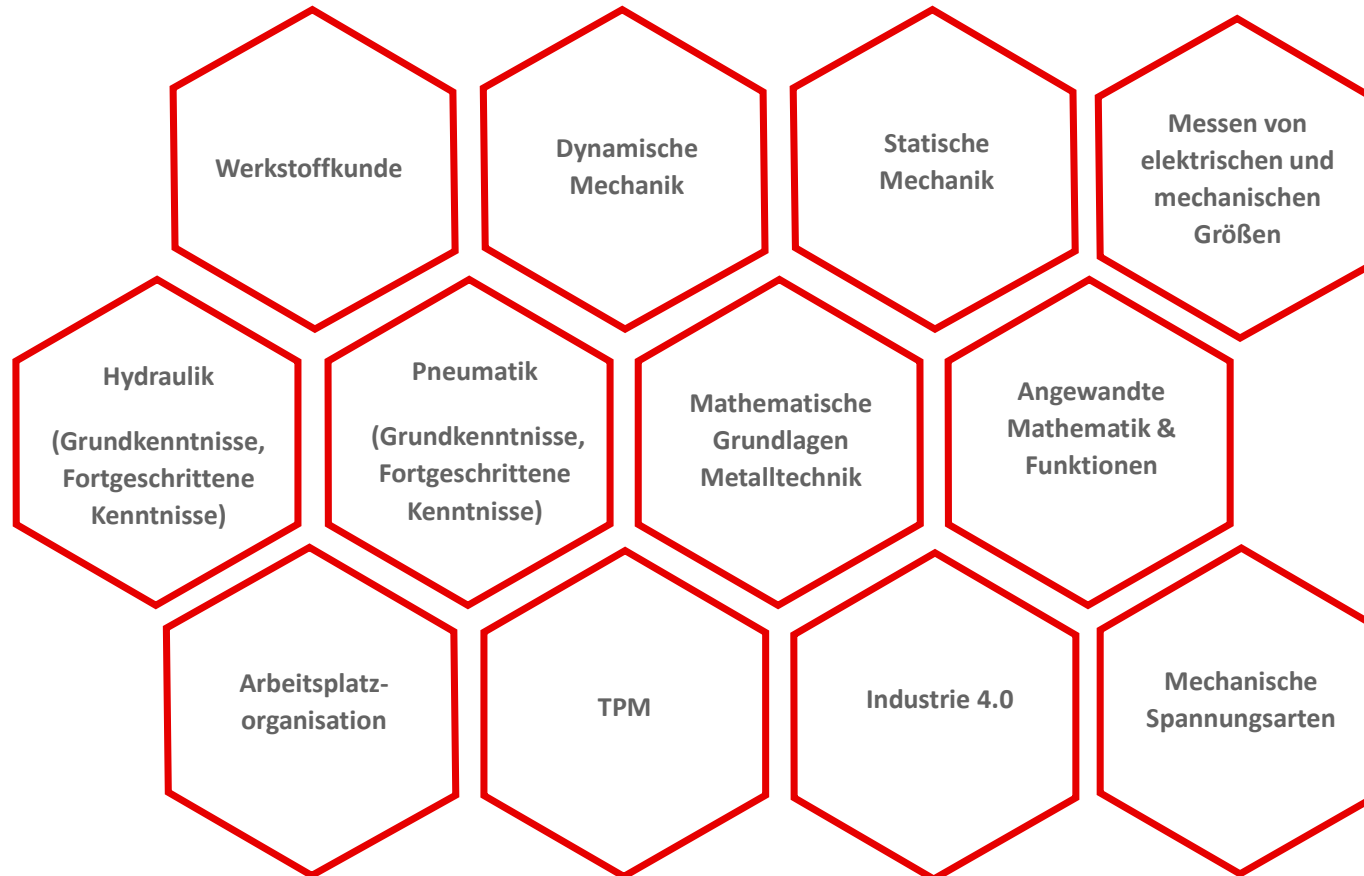 Werkstoffkunde
Dynamische
Mechanik
Statische
Mechanik
Messen von
elektrischen und
mechanischen
Größen
Hydraulik
(Grundkenntnisse,
Fortgeschrittene
Kenntnisse)
Pneumatik
(Grundkenntnisse,
Fortgeschrittene
Kenntnisse)
Mathematische
Grundlagen
Metalltechnik
Angewandte
Mathematik &
Funktionen
Arbeitsplatz-
organisation
TPM
Industrie 4.0
Mechanische
Spannungsarten